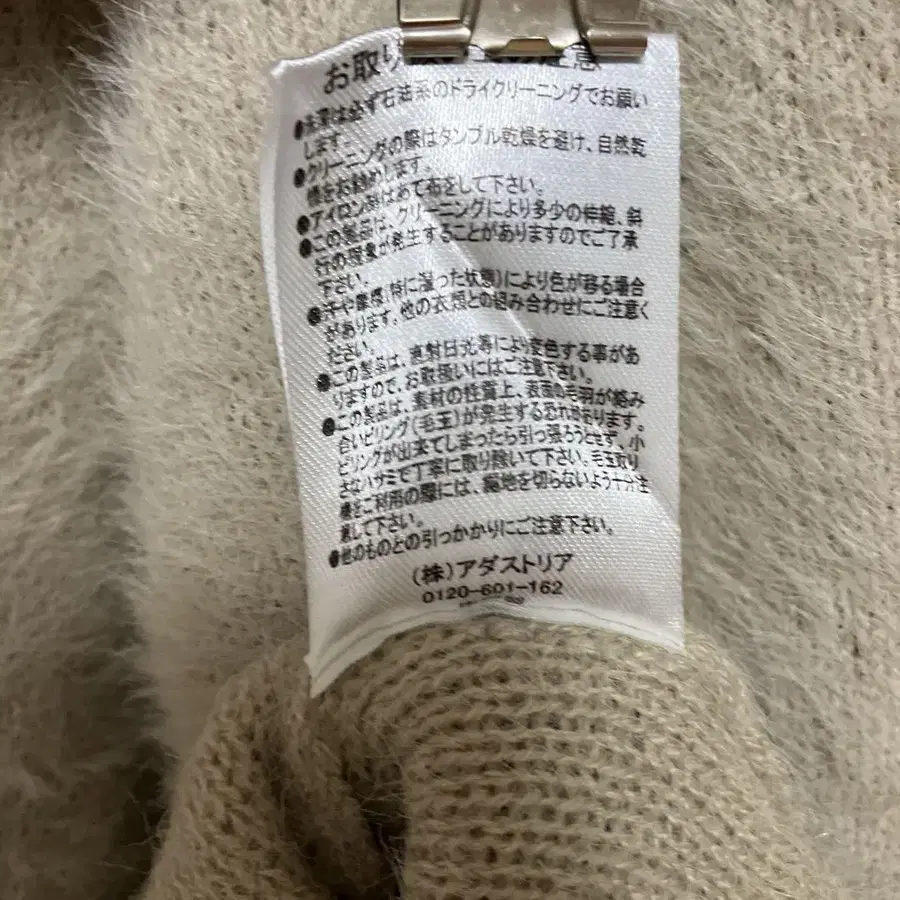 お取り 注意
●洗濯は必ず石油系のドライクリーニングでお願い
します。
●クリーニングの際はタンブル乾燥を避け、自然乾
燥をお勧めします。
●アイロン掛はあて布をして下さい。
●この製品は、クリーニングにより多少の伸縮、斜
行の現象が発生することがありますのでご了承
下さい。
●汗や摩擦(特に湿った状態)により色が移る場合
があります。他の衣類との組み合わせにご注意く
ださい。
●この製品は、直射日光等により変色する事があ
りますので、お取扱いにはご注意下さい。
●この製品は、素材の性質上、表面の毛羽が絡み
合いピリング(毛玉)が発生する恐れがあります。
ピリングが出来てしまったら引っ張ろうとせず、小
さなハサミで丁寧に取り除いて下さい。毛玉取り
機をご利用の際には、編地を切らないよう十分注
意して下さい。
●他のものとの引っかかりにご注意下さい。
(株)アダストリア
0120-601-162